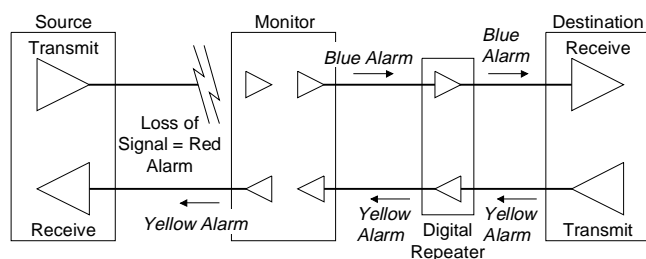 Source
Monitor
Destination
Transmit
Blue Alarm
Blue
Alarm
Receive
Loss of
Signal = Red
Alarm
Receive
Yellow Alarm
Yellow
Alarm
Digital
Repeater
Yellow
Alarm
Transmit